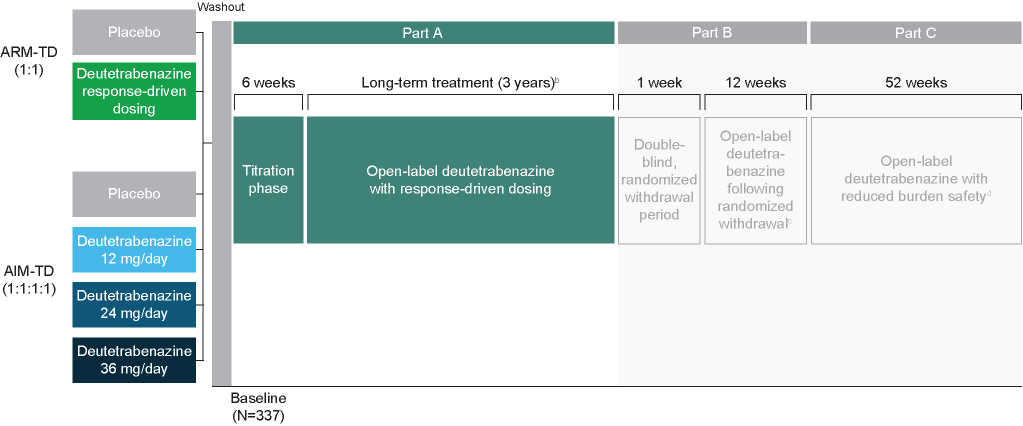 Washout
Placebo
ARM-TD
(1:1)
Deutetrabenazine
response-driven
dosing
Placebo
Deutetrabenazine
12 mg/day
AIM-TD
(1:1:1:1)
Deutetrabenazine
24 mg/day
Deutetrabenazine
36 mg/day
Part A
Part B
Part C
6 weeks
Long-term treatment (3 years)b
1 week
12 weeks
52 weeks
Titration
phase
Open-label deutetrabenazine
with response-driven dosing
Double-
blind,
randomized
withdrawal
period
Open-label
deutetra-
benazine
following
randomized
withdrawalc
Open-label
deutetrabenazine with
reduced burden safetyd
Baseline
(N=337)